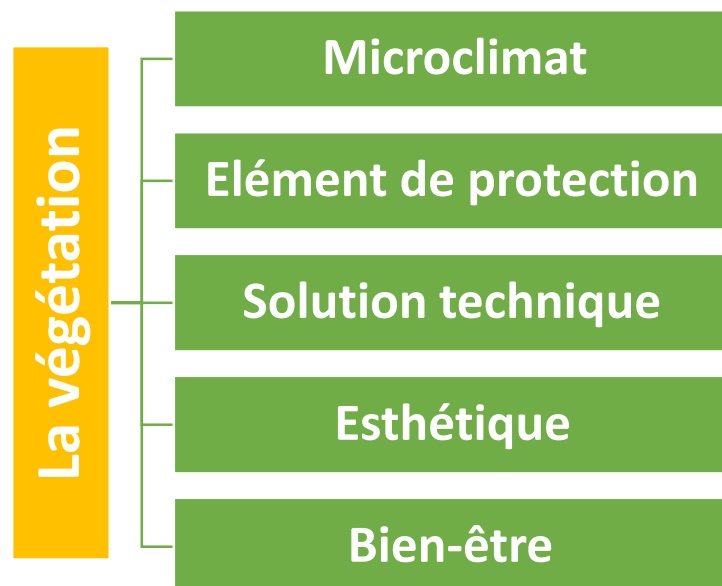 La végétation
Microclimat
Elément de protection
Solution technique
Esthétique
Bien-être